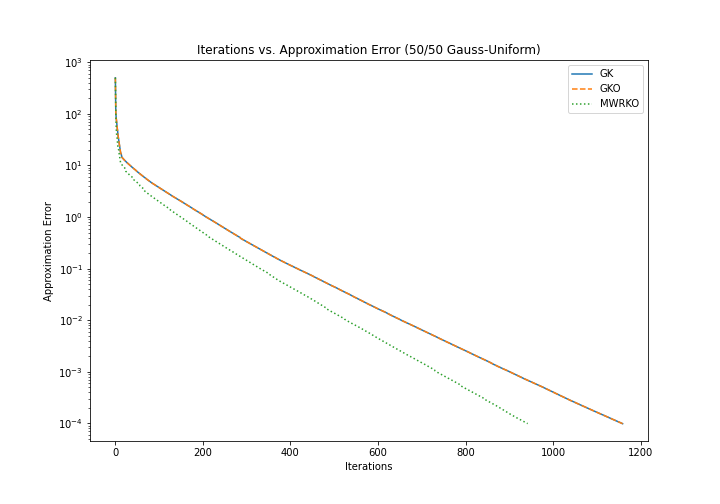 Iterations vs. Approximation Error (50/50 Gauss-Uniform)
GK
GKO
MWRKO
Approximation Error
10³
10²
10¹
10⁰
10⁻¹
10⁻²
10⁻³
10⁻⁴
0 200 400 600 800 1000 1200
Iterations